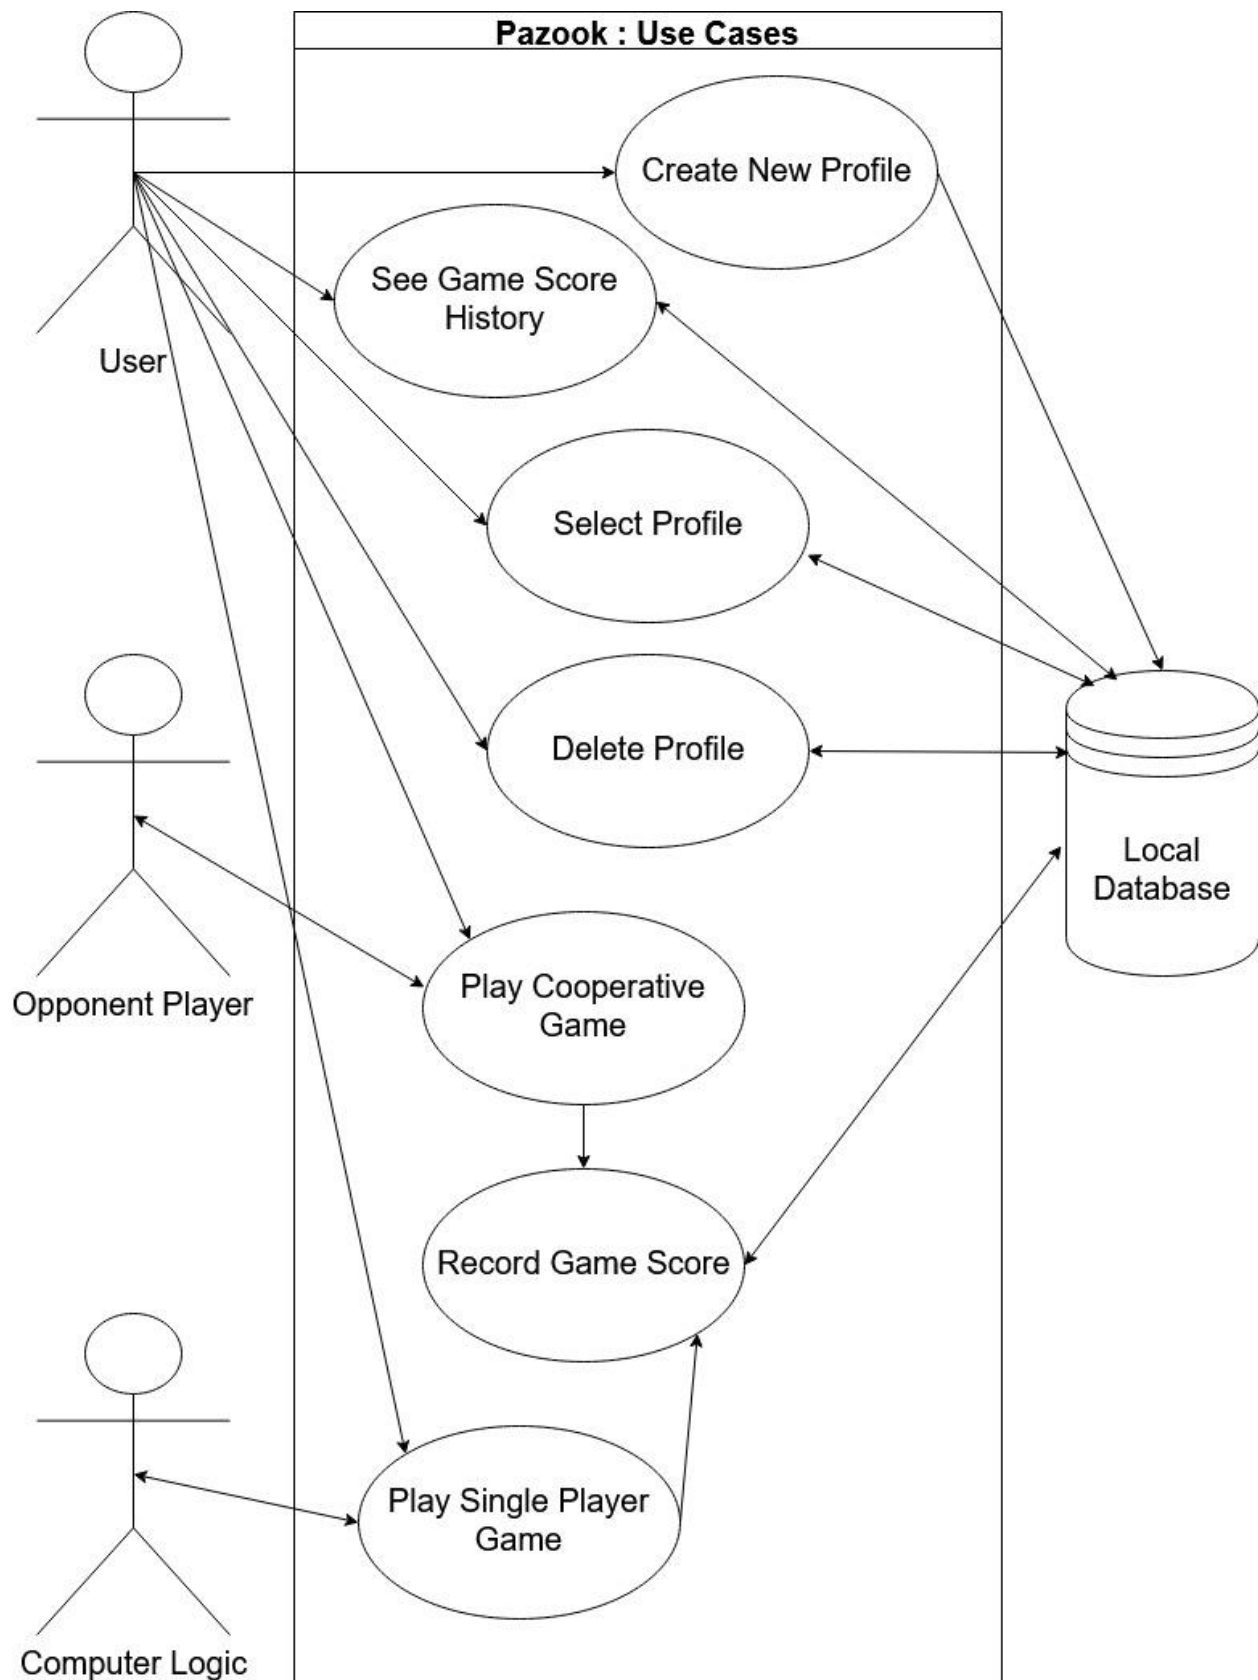 Pazook : Use Cases
Create New Profile
See Game Score
History
User
Select Profile
Delete Profile
Local
Database
Opponent Player
Play Cooperative
Game
Record Game Score
Play Single Player
Game
Computer Logic